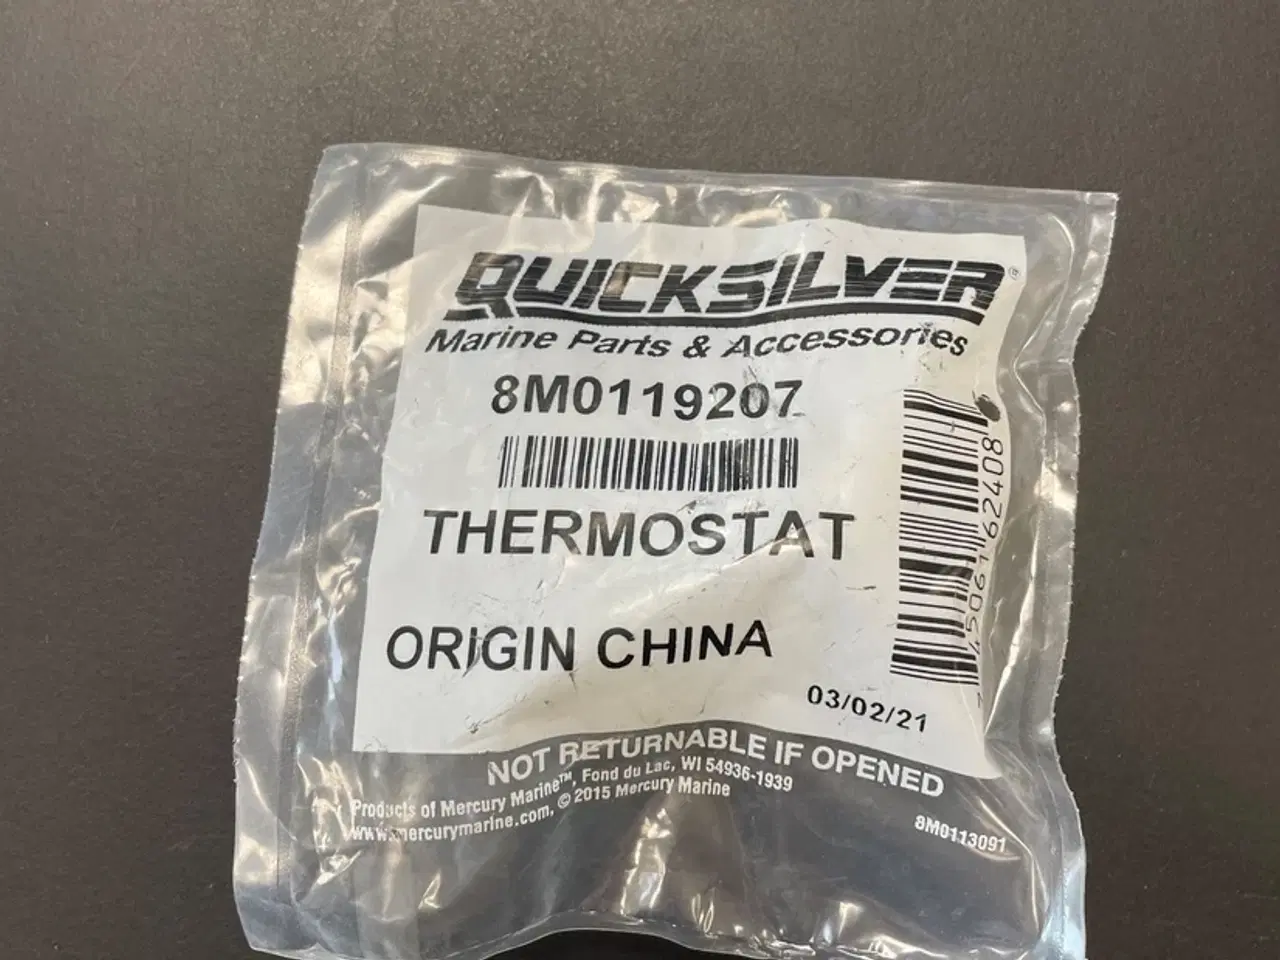 QUICKSILVER®
Marine Parts & Accessories
8M0119207
THERMOSTAT
ORIGIN CHINA
03/02/21
745061624088
NOT RETURNABLE IF OPENED
Products of Mercury Marine™, Fond du Lac, WI 54936-1939
www.mercurymarine.com, © 2015 Mercury Marine
8M0113091